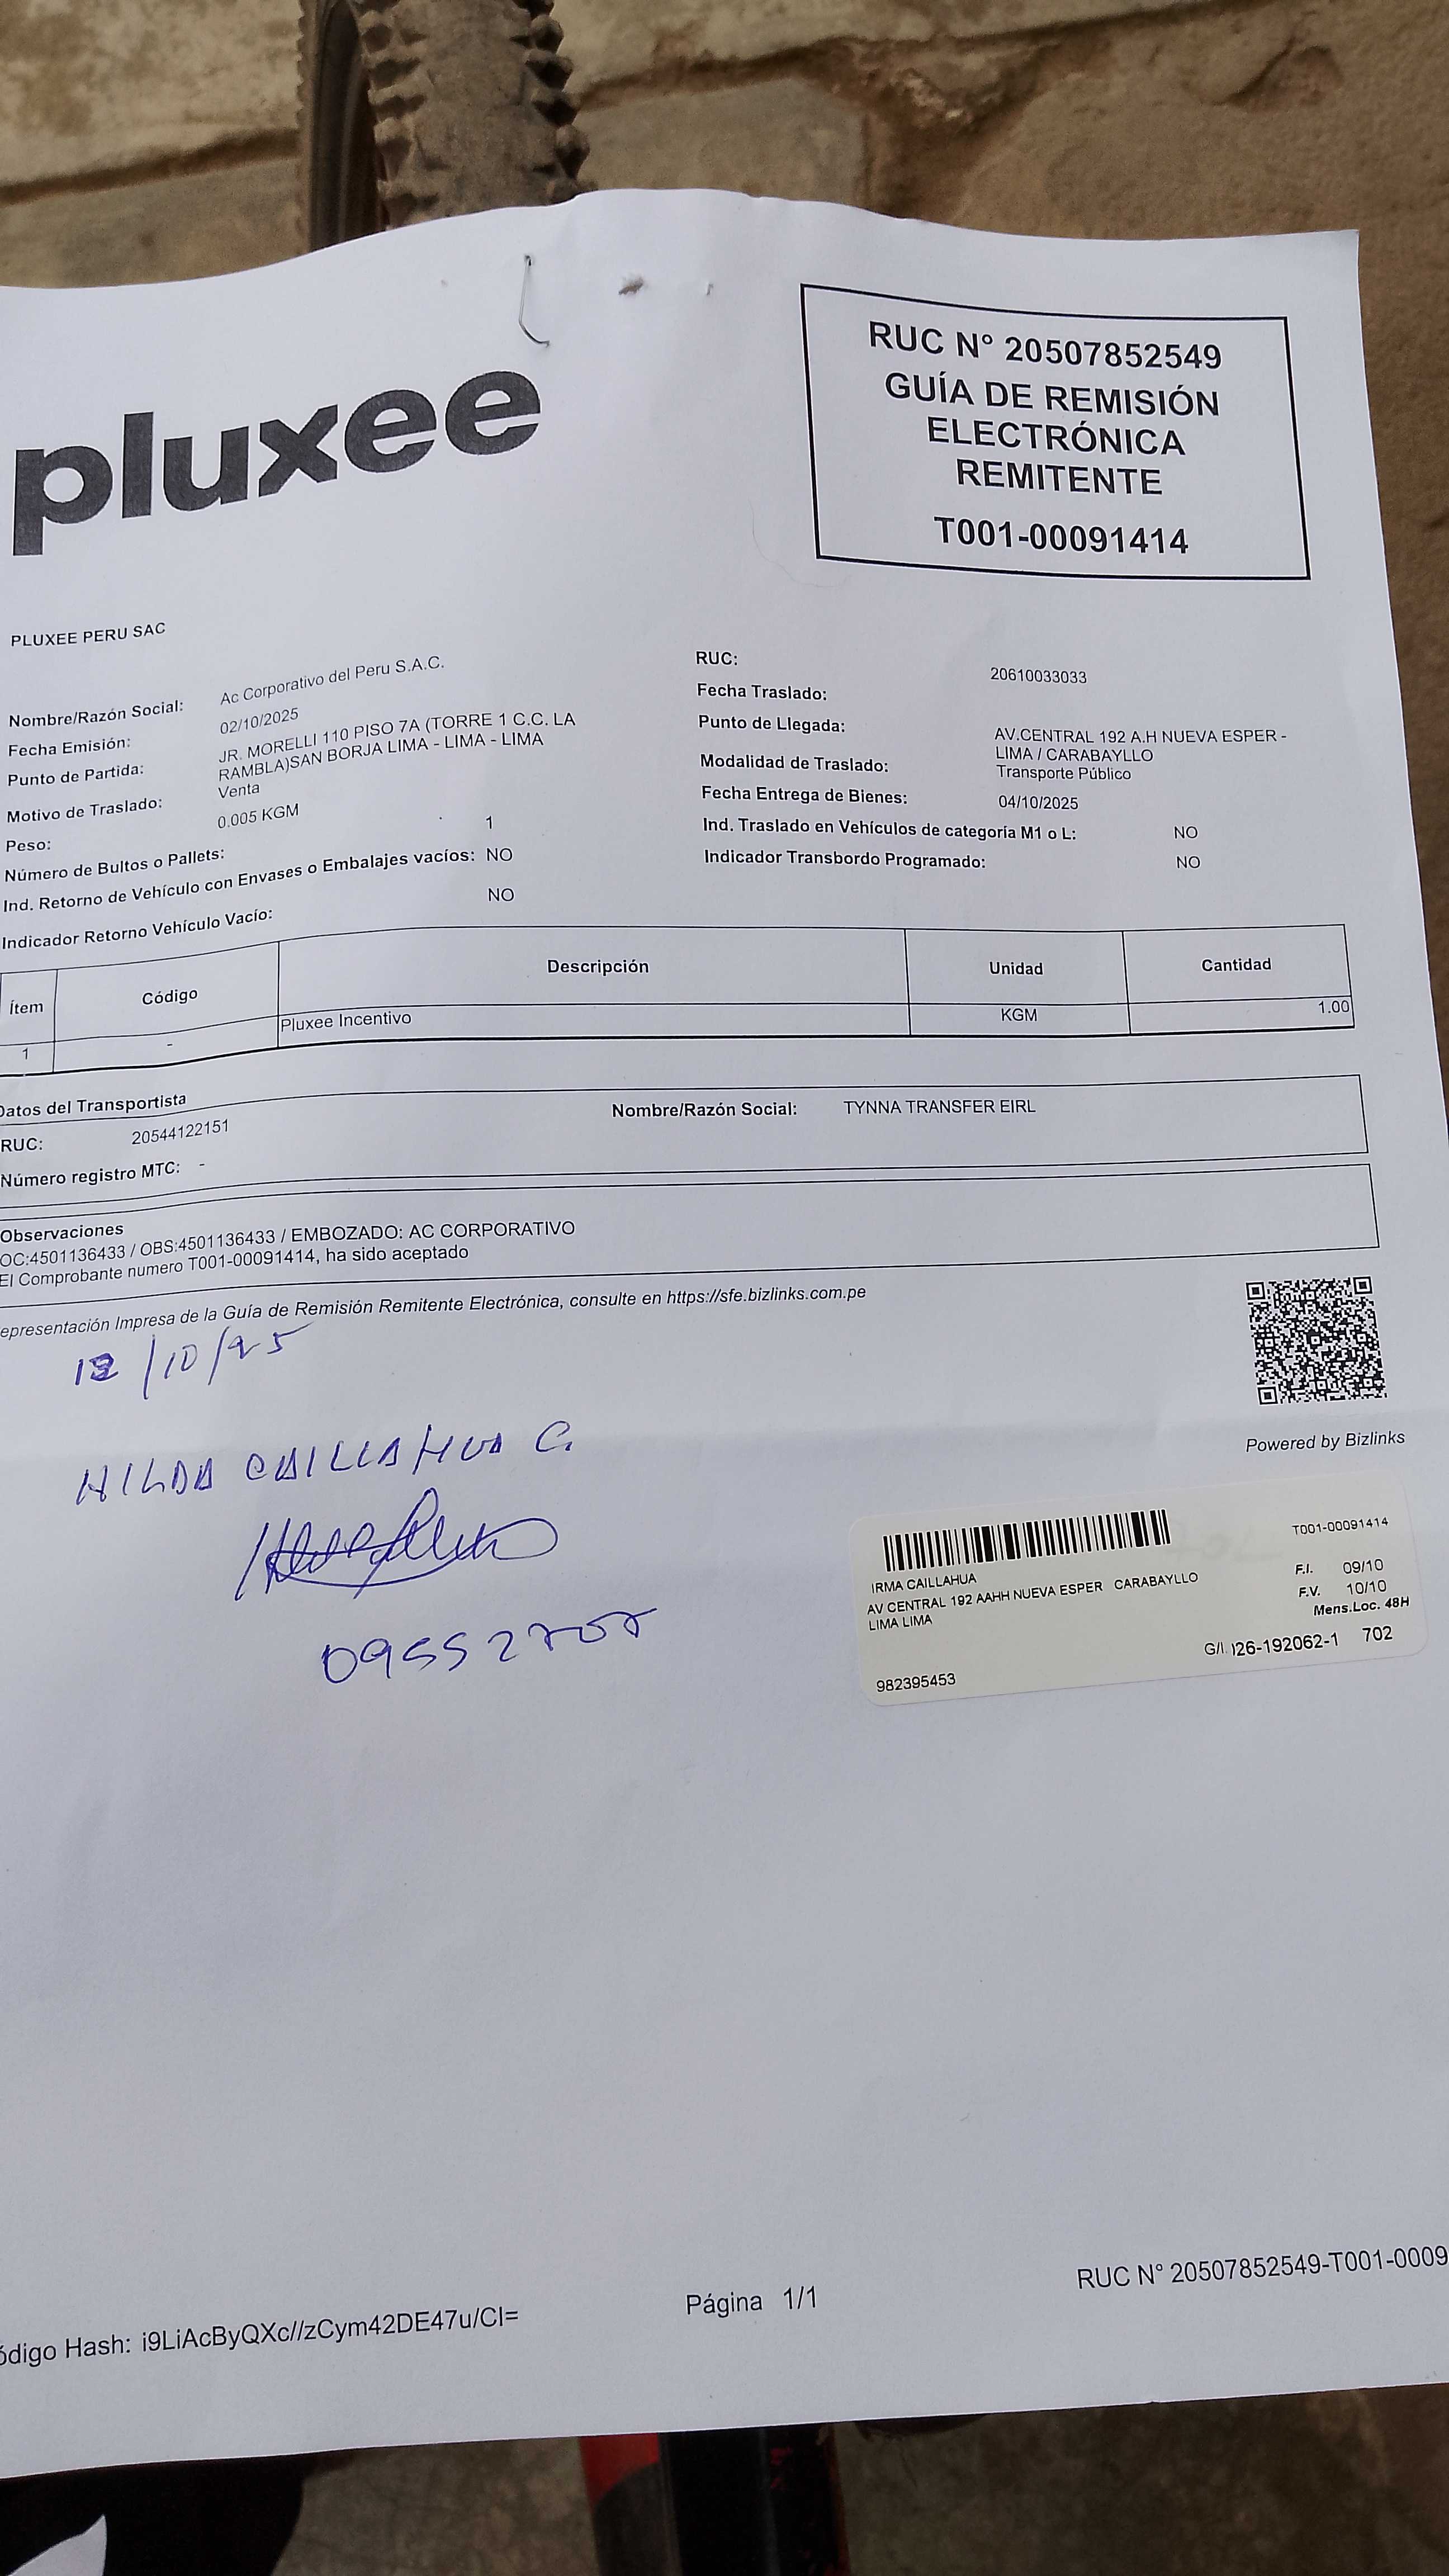 pluxee
RUC N° 20507852549
GUÍA DE REMISIÓN
ELECTRÓNICA
REMITENTE
T001-00091414
PLUXEE PERU SAC
Nombre/Razón Social: Ac Corporativo del Peru S.A.C.
Fecha Emisión: 02/10/2025
Punto de Partida: JR. MORELLI 110 PISO 7A (TORRE 1 C.C. LA
RAMBLA)SAN BORJA LIMA - LIMA - LIMA
Motivo de Traslado: Venta
Peso: 0.005 KGM
Número de Bultos o Pallets: 1
Ind. Retorno de Vehículo con Envases o Embalajes vacíos: NO
Indicador Retorno Vehículo Vacío: NO
RUC: 20610033033
Fecha Traslado:
Punto de Llegada: AV.CENTRAL 192 A.H NUEVA ESPER -
LIMA / CARABAYLLO
Modalidad de Traslado: Transporte Público
Fecha Entrega de Bienes: 04/10/2025
Ind. Traslado en Vehículos de categoría M1 o L: NO
Indicador Transbordo Programado: NO
Ítem Código Descripción Unidad Cantidad
1 - Pluxee Incentivo KGM 1.00
Datos del Transportista
RUC: 20544122151 Nombre/Razón Social: TYNNA TRANSFER EIRL
Número registro MTC: -
Observaciones
OC:4501136433 / OBS:4501136433 / EMBOZADO: AC CORPORATIVO
El Comprobante numero T001-00091414, ha sido aceptado
epresentación Impresa de la Guía de Remisión Remitente Electrónica, consulte en https://sfe.bizlinks.com.pe
/10/25
HILDA CAILLAHUA C.
Powered by Bizlinks
T001-00091414
IRMA CAILLAHUA
AV CENTRAL 192 AAHH NUEVA ESPER CARABAYLLO
LIMA LIMA
F.I. 09/10
F.V. 10/10
Mens.Loc. 48H
G/I. 126-192062-1 702
982395453
ódigo Hash: i9LiAcByQXc//zCym42DE47u/CI=
Página 1/1
RUC N° 20507852549-T001-0009